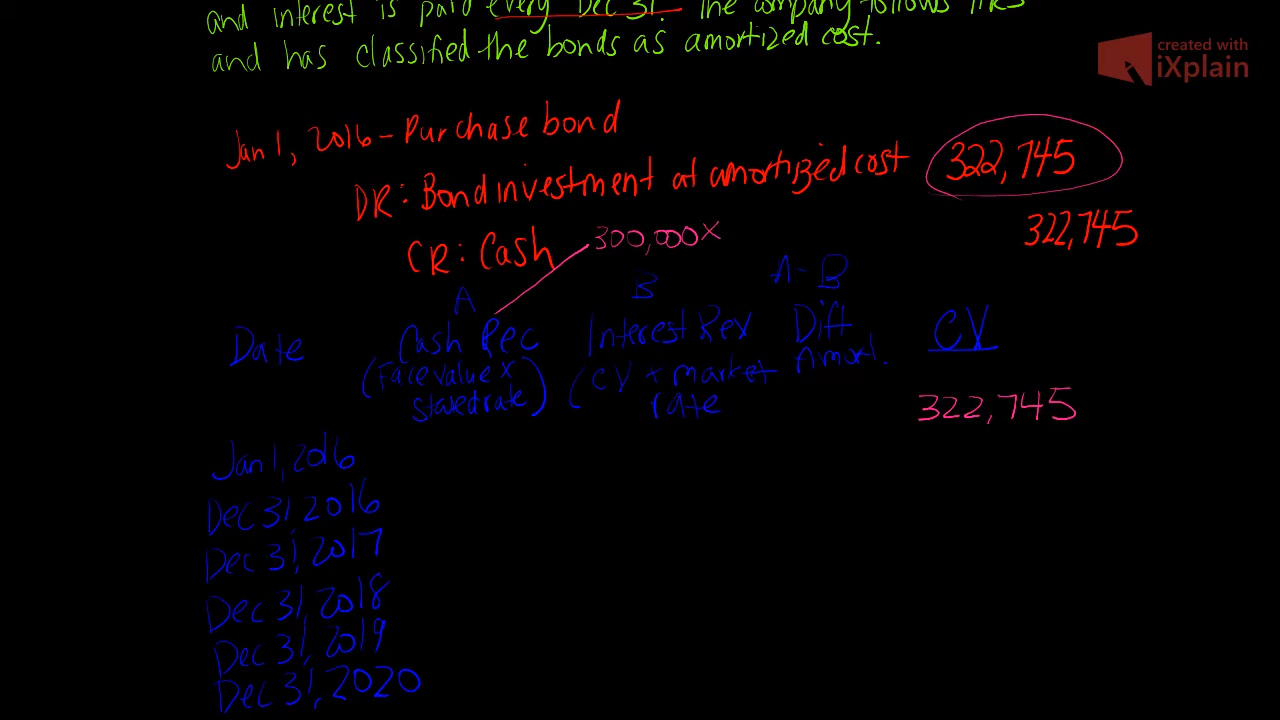 and interest is paid every Dec 31. The company follows IFRS
and has classified the bonds as amortized cost.
created with
iXplain
Jan 1, 2016 - Purchase bond
DR: Bond investment at amortized cost 322,745
CR: Cash 322,745
300,000 x
A B A - B
Date Cash Rec Interest Rev Diff CV
(Face value x stated rate) (CV + market rate Amort.
322,745
Jan 1, 2016
Dec 31 2016
Dec 31, 2017
Dec 31, 2018
Dec 31, 2019
Dec 31, 2020